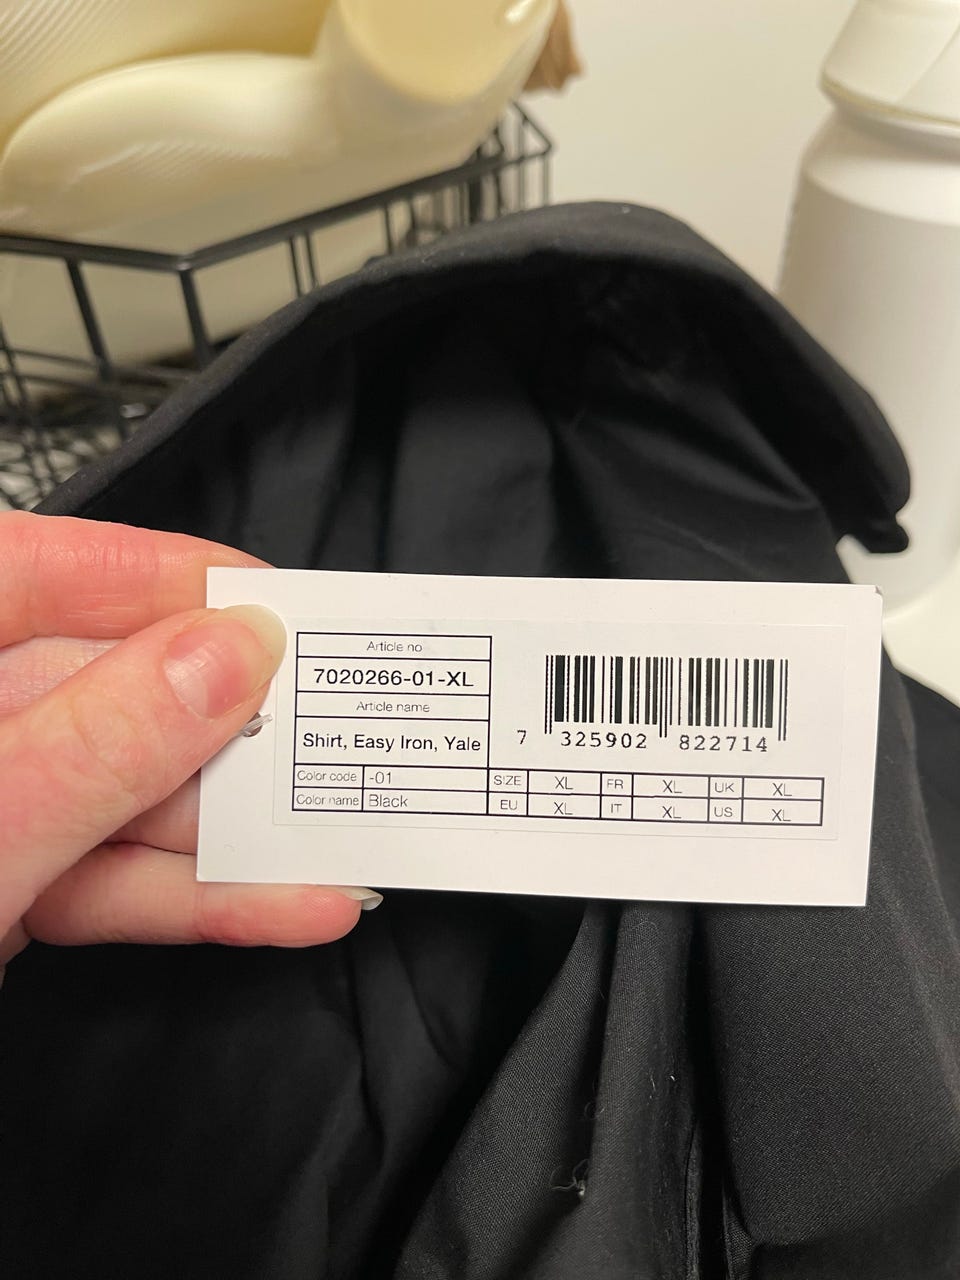 Article no
7020266-01-XL
Article name
Shirt, Easy Iron, Yale
Color code -01
Color name Black
7 325902 822714
SIZE XL FR XL UK XL
EU XL IT XL US XL